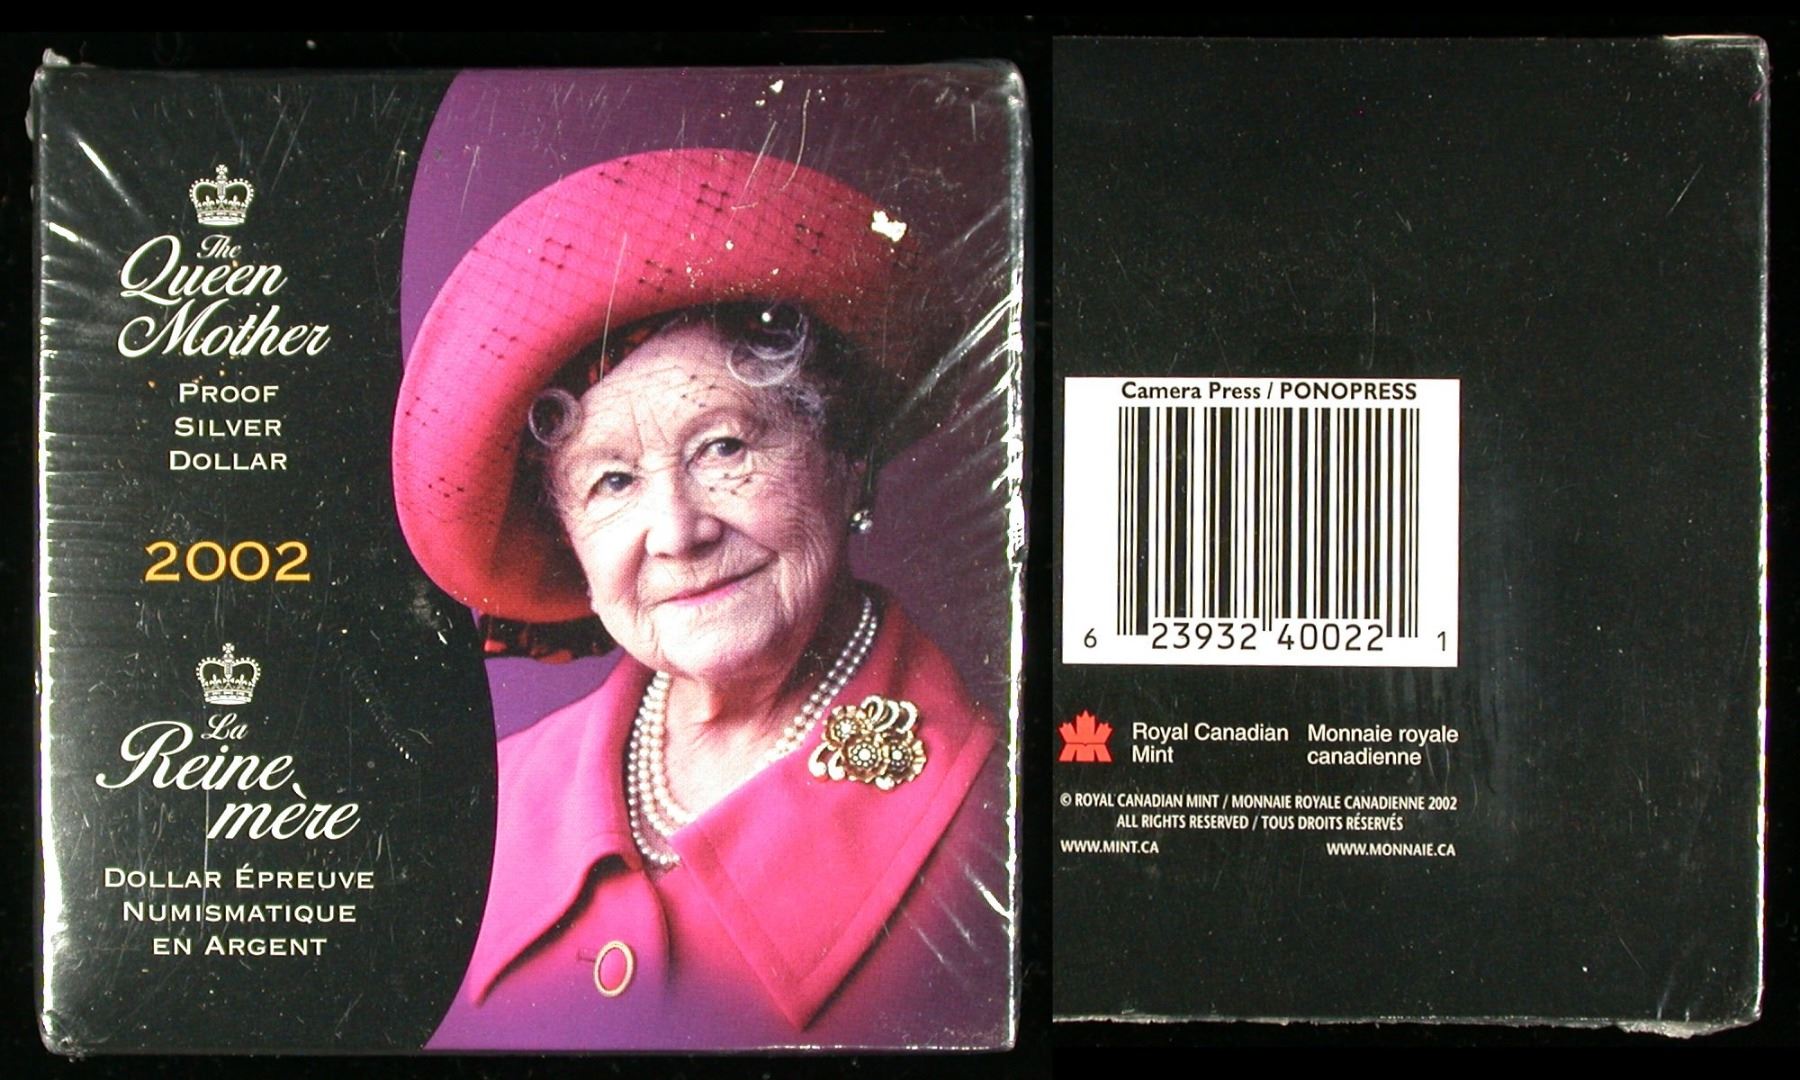 The
Queen
Mother
PROOF
SILVER
DOLLAR
2002
La
Reine
mère
DOLLAR ÉPREUVE
NUMISMATIQUE
EN ARGENT
Camera Press / PONOPRESS
6 23932 40022 1
Royal Canadian Mint
Monnaie royale canadienne
© ROYAL CANADIAN MINT / MONNAIE ROYALE CANADIENNE 2002
ALL RIGHTS RESERVED / TOUS DROITS RÉSERVÉS
WWW.MINT.CA WWW.MONNAIE.CA